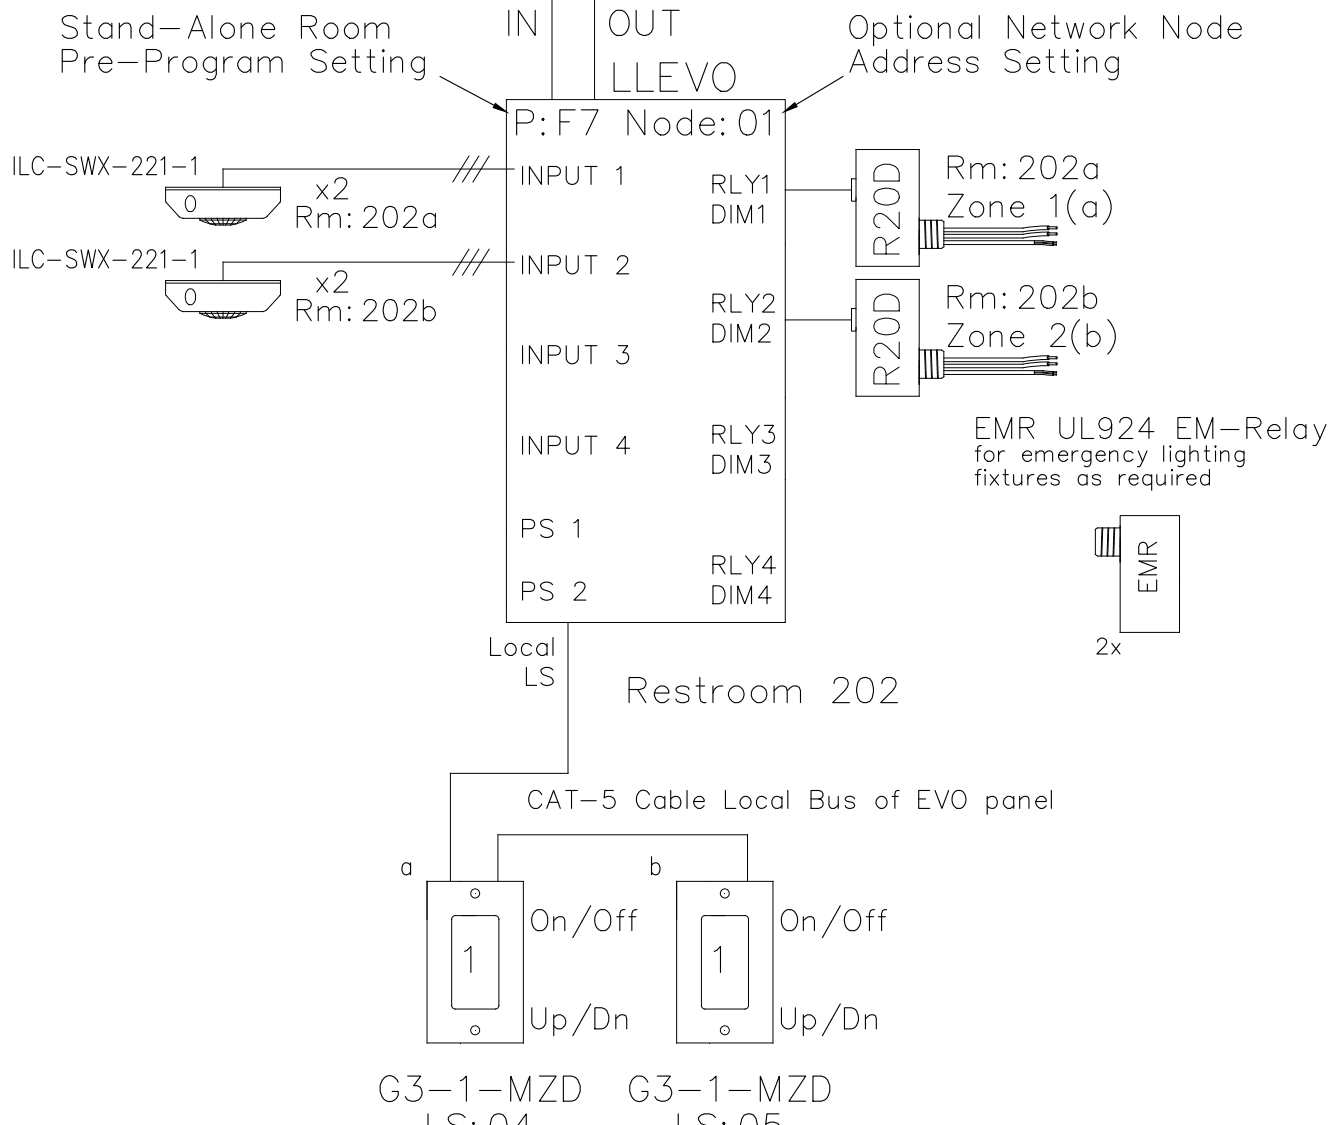 Stand-Alone Room
Pre-Program Setting
IN
OUT
LLEVO
Optional Network Node
Address Setting
P:F7 Node:01
ILC-SWX-221-1
x2
Rm:202a
INPUT 1
ILC-SWX-221-1
x2
Rm:202b
INPUT 2
INPUT 3
INPUT 4
PS 1
PS 2
RLY1
DIM1
RLY2
DIM2
RLY3
DIM3
RLY4
DIM4
R20D
Rm:202a
Zone 1(a)
R20D
Rm:202b
Zone 2(b)
EMR UL924 EM-Relay
for emergency lighting
fixtures as required
EMR
2x
Local
LS
Restroom 202
CAT-5 Cable Local Bus of EVO panel
a
1
On/Off
Up/Dn
G3-1-MZD
LS:04
b
1
On/Off
Up/Dn
G3-1-MZD
LS:05